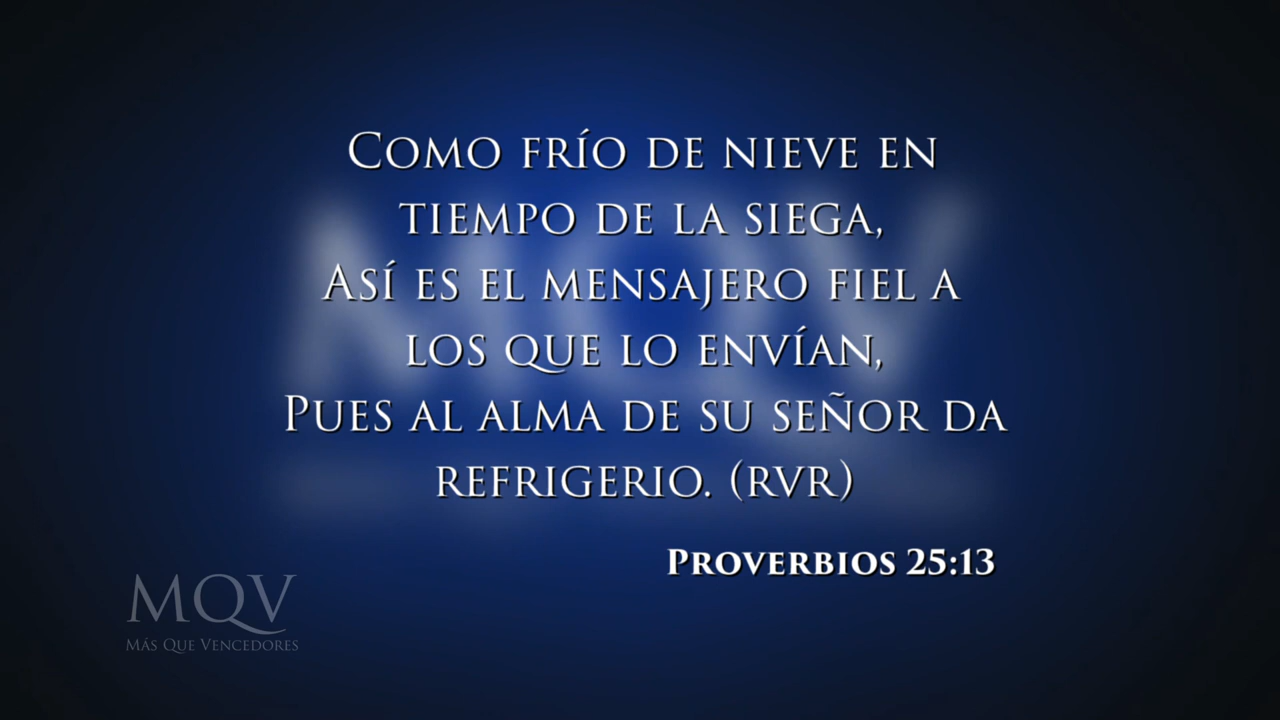 Como frío de nieve en
tiempo de la siega,
Así es el mensajero fiel a
los que lo envían,
Pues al alma de su señor da
refrigerio. (RVR)
Proverbios 25:13
MQV
Más Que Vencedores